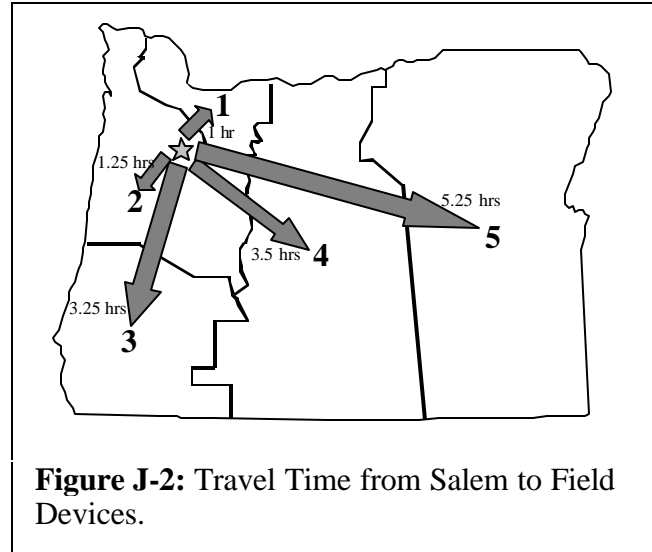 1
1 hr
1.25 hrs
2
5.25 hrs
5
3.5 hrs
4
3.25 hrs
3
Figure J-2: Travel Time from Salem to Field
Devices.